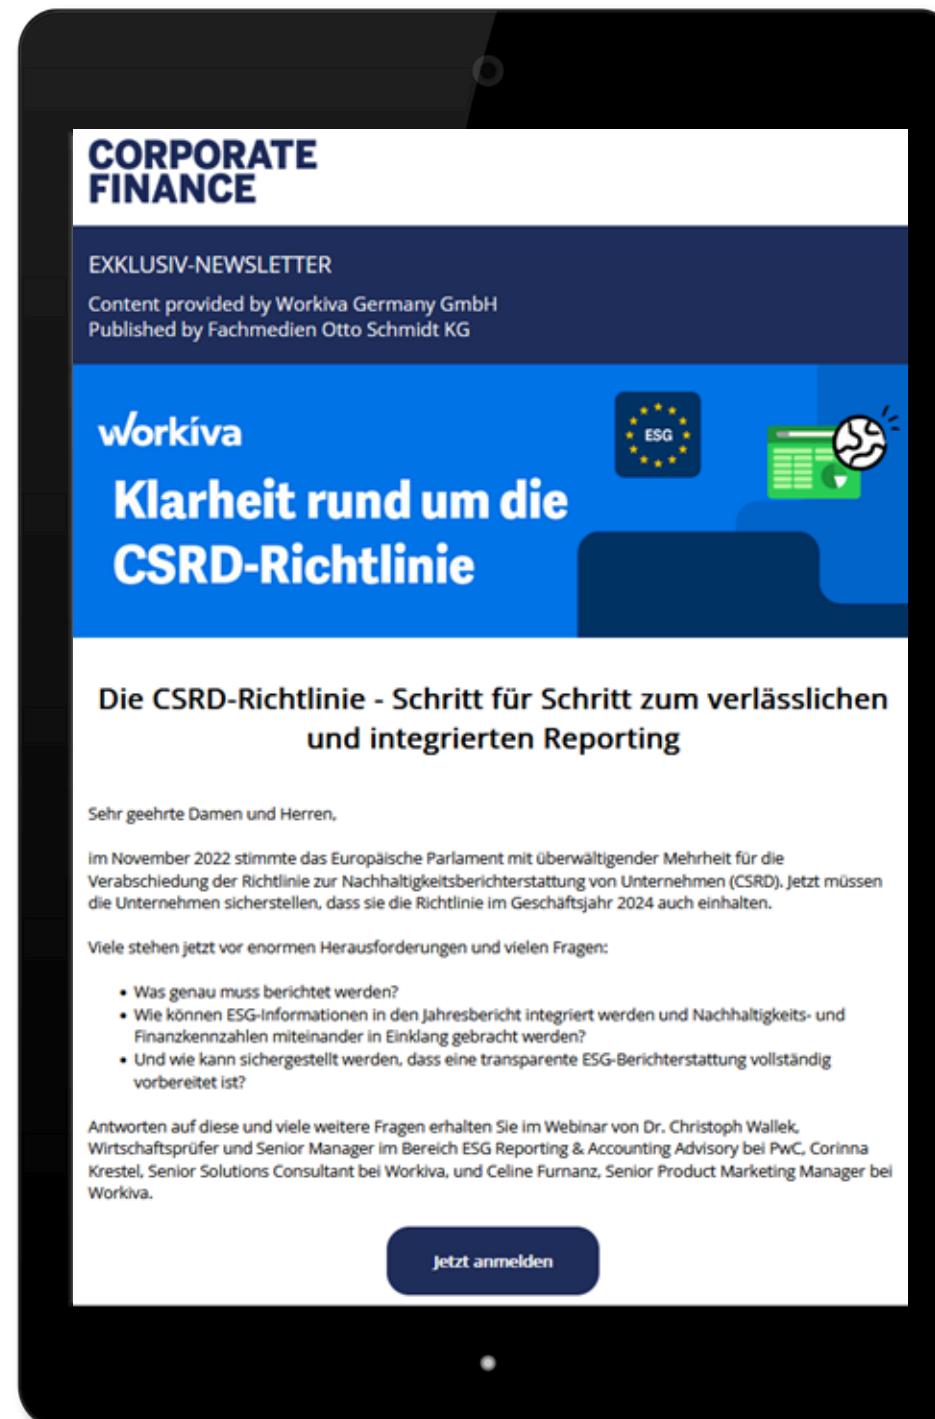 CORPORATE
FINANCE
EXKLUSIV-NEWSLETTER
Content provided by Workiva Germany GmbH
Published by Fachmedien Otto Schmidt KG
workiva
ESG
Klarheit rund um die
CSRD-Richtlinie
Die CSRD-Richtlinie - Schritt für Schritt zum verlässlichen
und integrierten Reporting
Sehr geehrte Damen und Herren,
im November 2022 stimmte das Europäische Parlament mit überwältigender Mehrheit für die
Verabschiedung der Richtlinie zur Nachhaltigkeitsberichterstattung von Unternehmen (CSRD). Jetzt müssen
die Unternehmen sicherstellen, dass sie die Richtlinie im Geschäftsjahr 2024 auch einhalten.
Viele stehen jetzt vor enormen Herausforderungen und vielen Fragen:
• Was genau muss berichtet werden?
• Wie können ESG-Informationen in den Jahresbericht integriert werden und Nachhaltigkeits- und
Finanzkennzahlen miteinander in Einklang gebracht werden?
• Und wie kann sichergestellt werden, dass eine transparente ESG-Berichterstattung vollständig
vorbereitet ist?
Antworten auf diese und viele weitere Fragen erhalten Sie im Webinar von Dr. Christoph Wallek,
Wirtschaftsprüfer und Senior Manager im Bereich ESG Reporting & Accounting Advisory bei PwC, Corinna
Krestel, Senior Solutions Consultant bei Workiva, und Celine Furnanz, Senior Product Marketing Manager bei
Workiva.
Jetzt anmelden